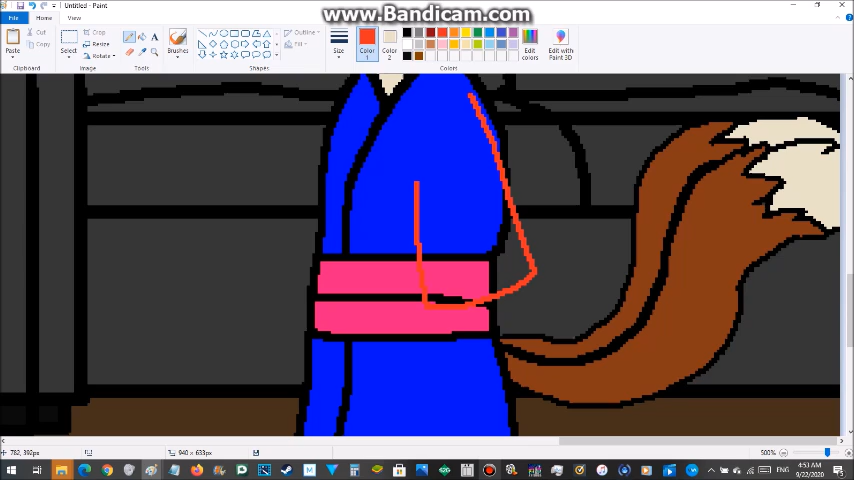 Untitled - Paint
www.Bandicam.com
File
Home
View
Paste
Cut
Copy
Clipboard
Select
Crop
Resize
Rotate
Image
Tools
Brushes
Shapes
Outline
Fill
Size
Color
1
Color
2
Edit
colors
Edit with
Paint 3D
Colors
782, 392px
940 × 633px
500%
ENG
4:53 AM
9/22/2020